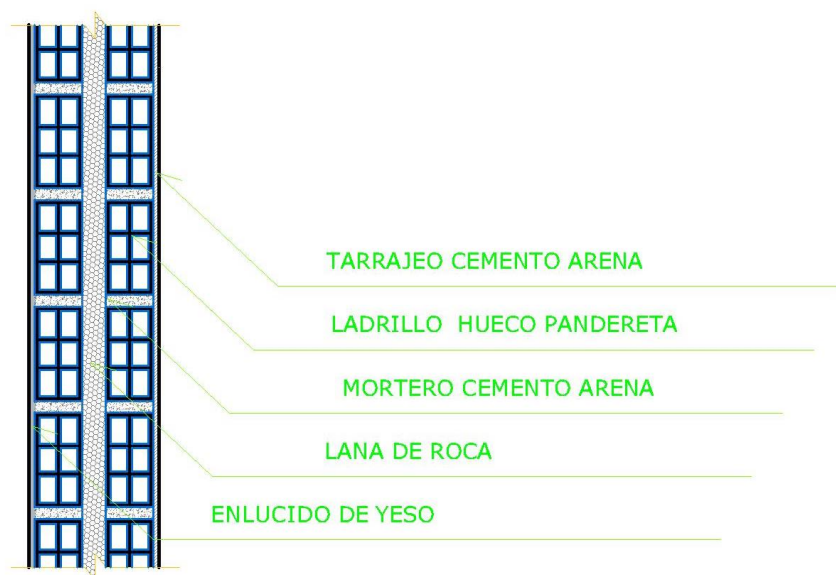 TARRAJEO CEMENTO ARENA
LADRILLO HUECO PANDERETA
MORTERO CEMENTO ARENA
LANA DE ROCA
ENLUCIDO DE YESO